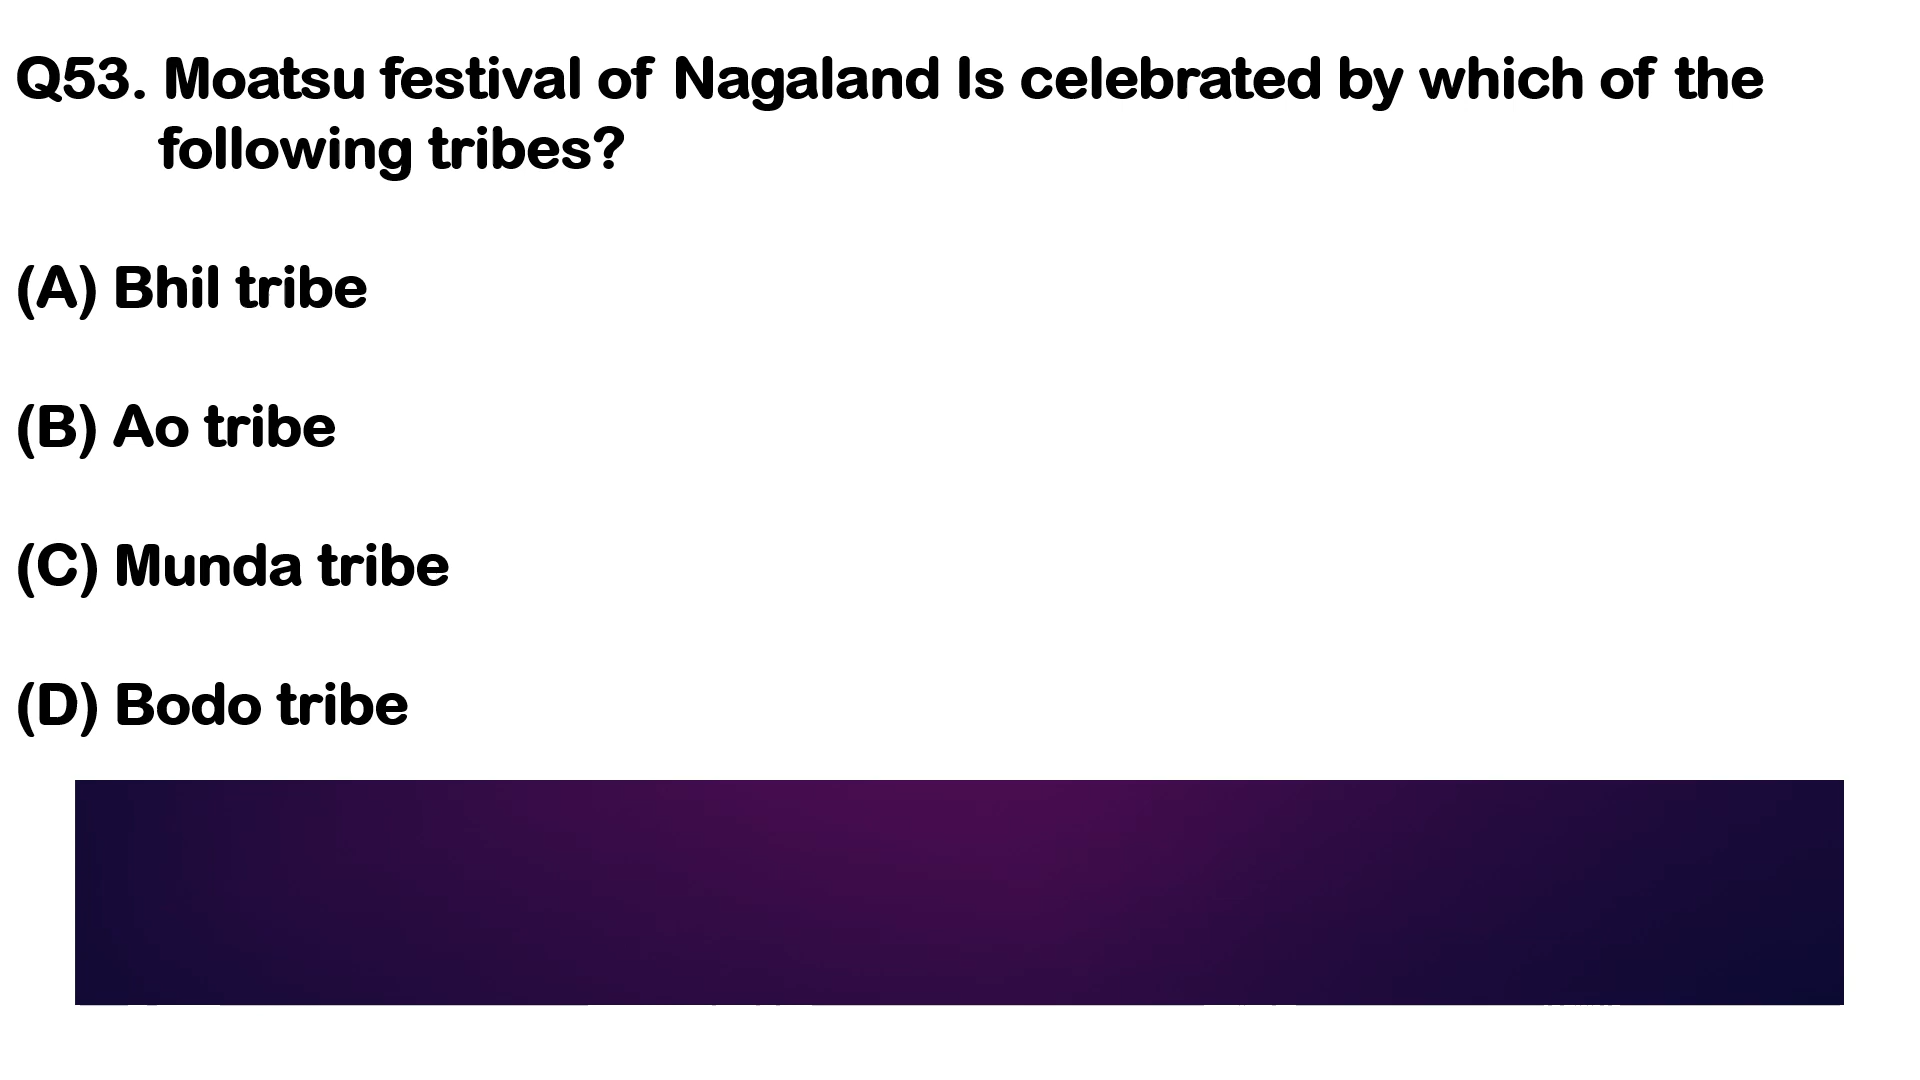 Q53. Moatsu festival of Nagaland Is celebrated by which of the
following tribes?
(A) Bhil tribe
(B) Ao tribe
(C) Munda tribe
(D) Bodo tribe